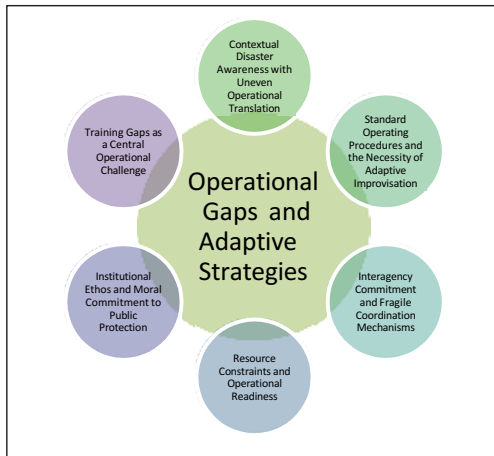 Contextual
Disaster
Awareness with
Uneven
Operational
Translation
Standard
Operating
Procedures and
the Necessity of
Adaptive
Improvisation
Interagency
Commitment
and Fragile
Coordination
Mechanisms
Resource
Constraints and
Operational
Readiness
Institutional
Ethos and Moral
Commitment to
Public
Protection
Training Gaps as
a Central
Operational
Challenge
Operational
Gaps and
Adaptive
Strategies